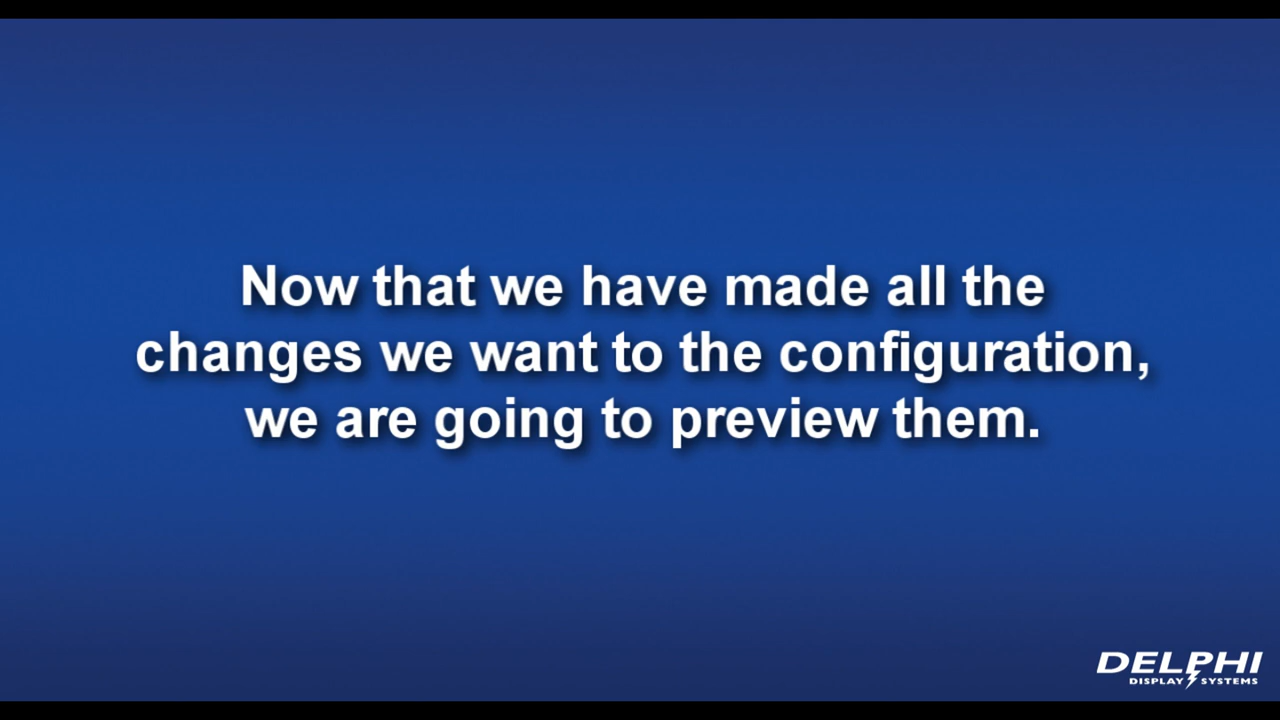 Now that we have made all the
changes we want to the configuration,
we are going to preview them.
DELPHI
DISPLAY SYSTEMS